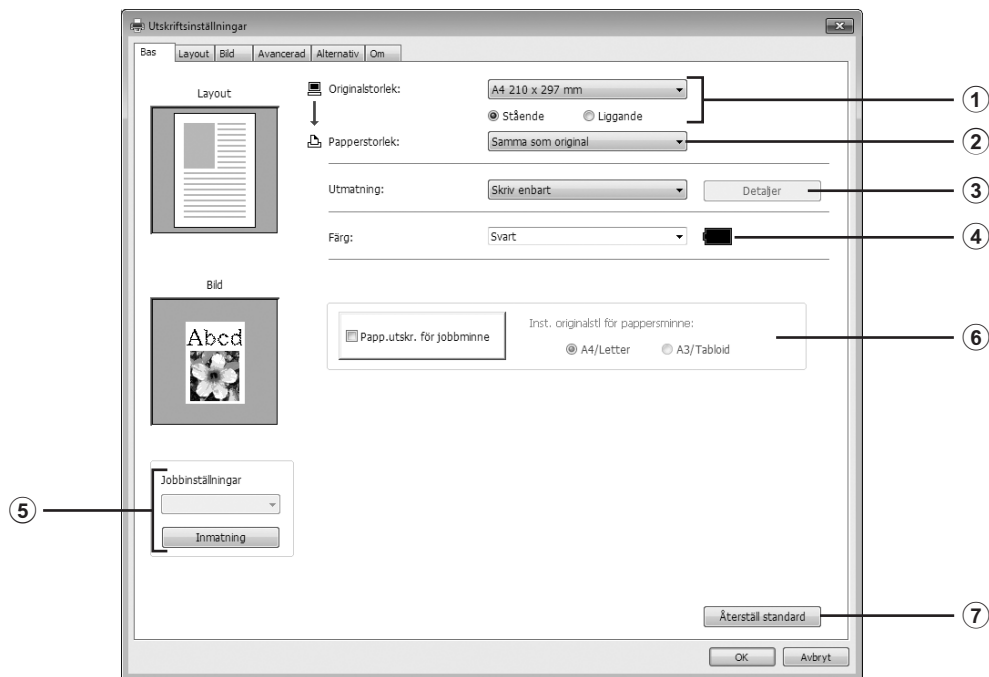 Utskriftsinställningar
Bas Layout Bild Avancerad Alternativ Om
Layout
Originalstorlek: A4 210 x 297 mm
Stående Liggande
Papperstorlek: Samma som original
Utmatning: Skriv enbart Detaljer
Färg: Svart
Bild
Abcd
Papp.utskr. för jobbminne
Inst. originalstl för pappersminne:
A4/Letter A3/Tabloid
Jobbinställningar
Inmatning
Återställ standard
OK Avbryt
1
2
3
4
5
6
7